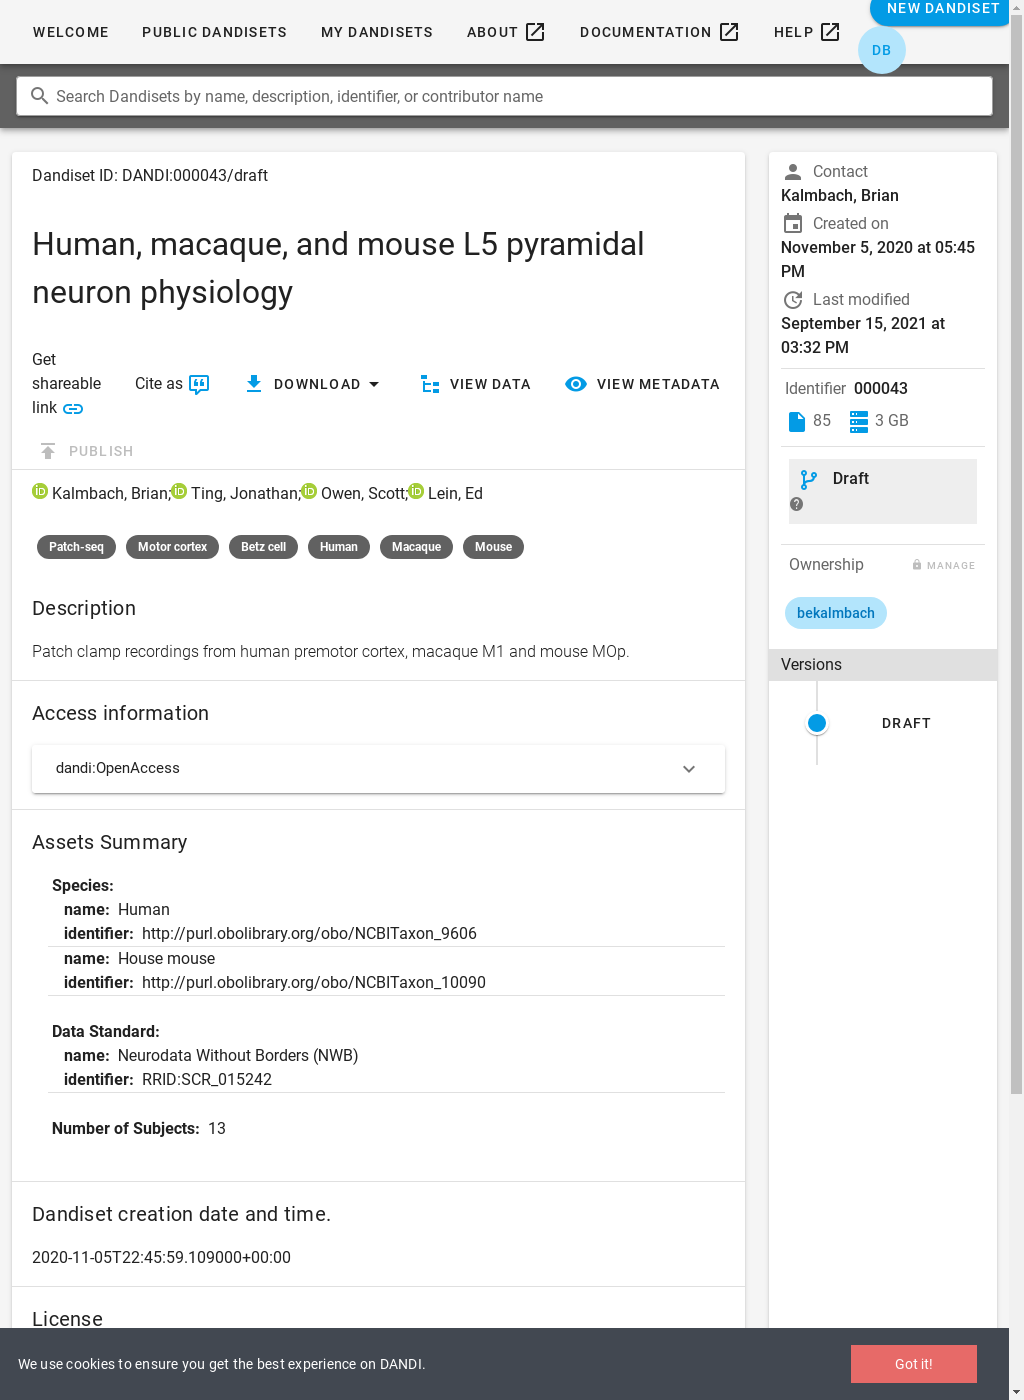 WELCOME PUBLIC DANDISETS MY DANDISETS ABOUT DOCUMENTATION HELP NEW DANDISET
DB
Search Dandisets by name, description, identifier, or contributor name
Dandiset ID: DANDI:000043/draft
Human, macaque, and mouse L5 pyramidal
neuron physiology
Get
shareable
link
Cite as
DOWNLOAD
VIEW DATA
VIEW METADATA
PUBLISH
Kalmbach, Brian; Ting, Jonathan; Owen, Scott; Lein, Ed
Patch-seq Motor cortex Betz cell Human Macaque Mouse
Description
Patch clamp recordings from human premotor cortex, macaque M1 and mouse MOp.
Access information
dandi:OpenAccess
Assets Summary
Species:
name: Human
identifier: http://purl.obolibrary.org/obo/NCBITaxon_9606
name: House mouse
identifier: http://purl.obolibrary.org/obo/NCBITaxon_10090
Data Standard:
name: Neurodata Without Borders (NWB)
identifier: RRID:SCR_015242
Number of Subjects: 13
Dandiset creation date and time.
2020-11-05T22:45:59.109000+00:00
License
Contact
Kalmbach, Brian
Created on
November 5, 2020 at 05:45
PM
Last modified
September 15, 2021 at
03:32 PM
Identifier 000043
85 3 GB
Draft
Ownership MANAGE
bekalmbach
Versions
DRAFT
We use cookies to ensure you get the best experience on DANDI.
Got it!